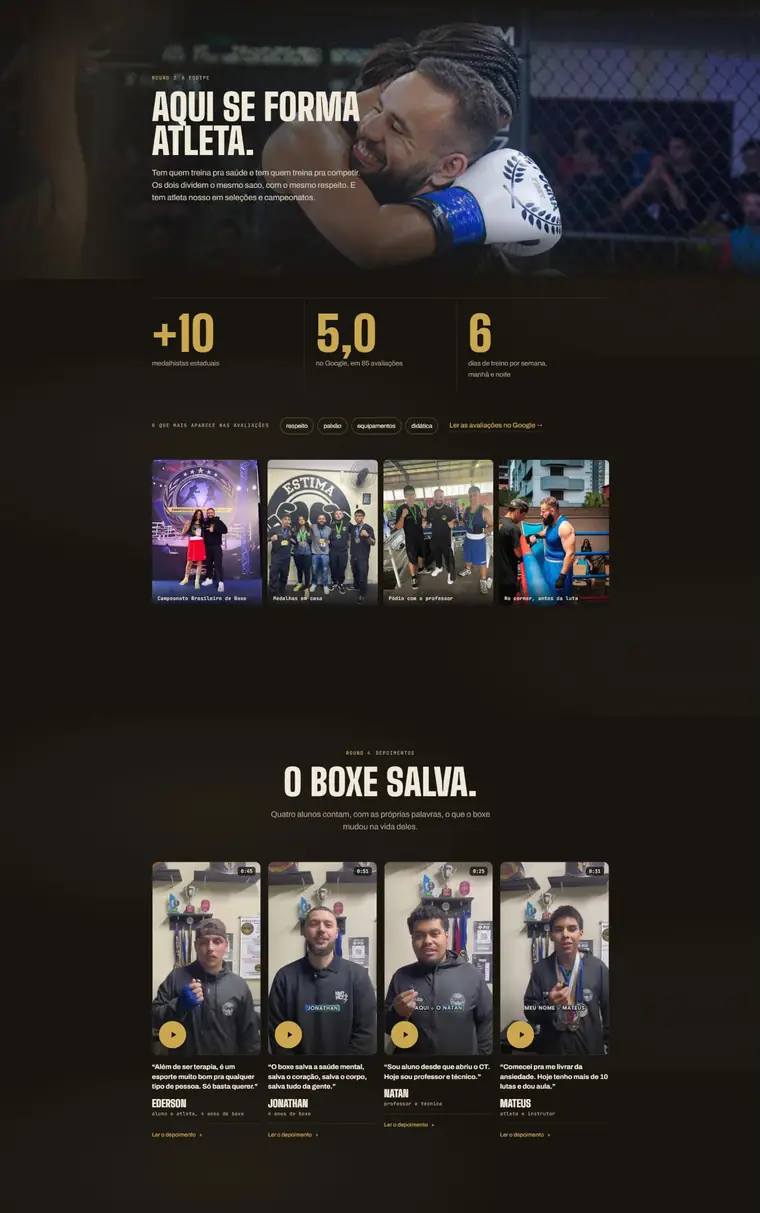 ROUND 3 A EQUIPE
AQUI SE FORMA
ATLETA.
Tem quem treina pra saúde e tem quem treina pra competir.
Os dois dividem o mesmo saco, com o mesmo respeito. E
tem atleta nosso em seleções e campeonatos.
+10
medalhistas estaduais
5,0
no Google, em 85 avaliações
6
dias de treino por semana,
manhã e noite
O QUE MAIS APARECE NAS AVALIAÇÕES
respeito
paixão
equipamentos
didática
Ler as avaliações no Google →
ESTIMA
Campeonato Brasileiro de Boxe
Medalhas em casa
Pódio com o professor
No corner, antes da luta
ROUND 4 DEPOIMENTOS
O BOXE SALVA.
Quatro alunos contam, com as próprias palavras, o que o boxe
mudou na vida deles.
0:45
0:51
0:25
0:31
JONATHAN
AQUI É O NATAN
MEU NOME É MATEUS
"Além de ser terapia, é um
esporte muito bom pra qualquer
tipo de pessoa. Só basta querer."
EDERSON
aluno e atleta, 4 anos de boxe
Ler o depoimento +
"O boxe salva a saúde mental,
salva o coração, salva o corpo,
salva tudo da gente."
JONATHAN
4 anos de boxe
Ler o depoimento +
"Sou aluno desde que abriu o CT.
Hoje sou professor e técnico."
NATAN
professor e técnico
Ler o depoimento +
"Comecei pra me livrar da
ansiedade. Hoje tenho mais de 10
lutas e dou aula."
MATEUS
atleta e instrutor
Ler o depoimento +